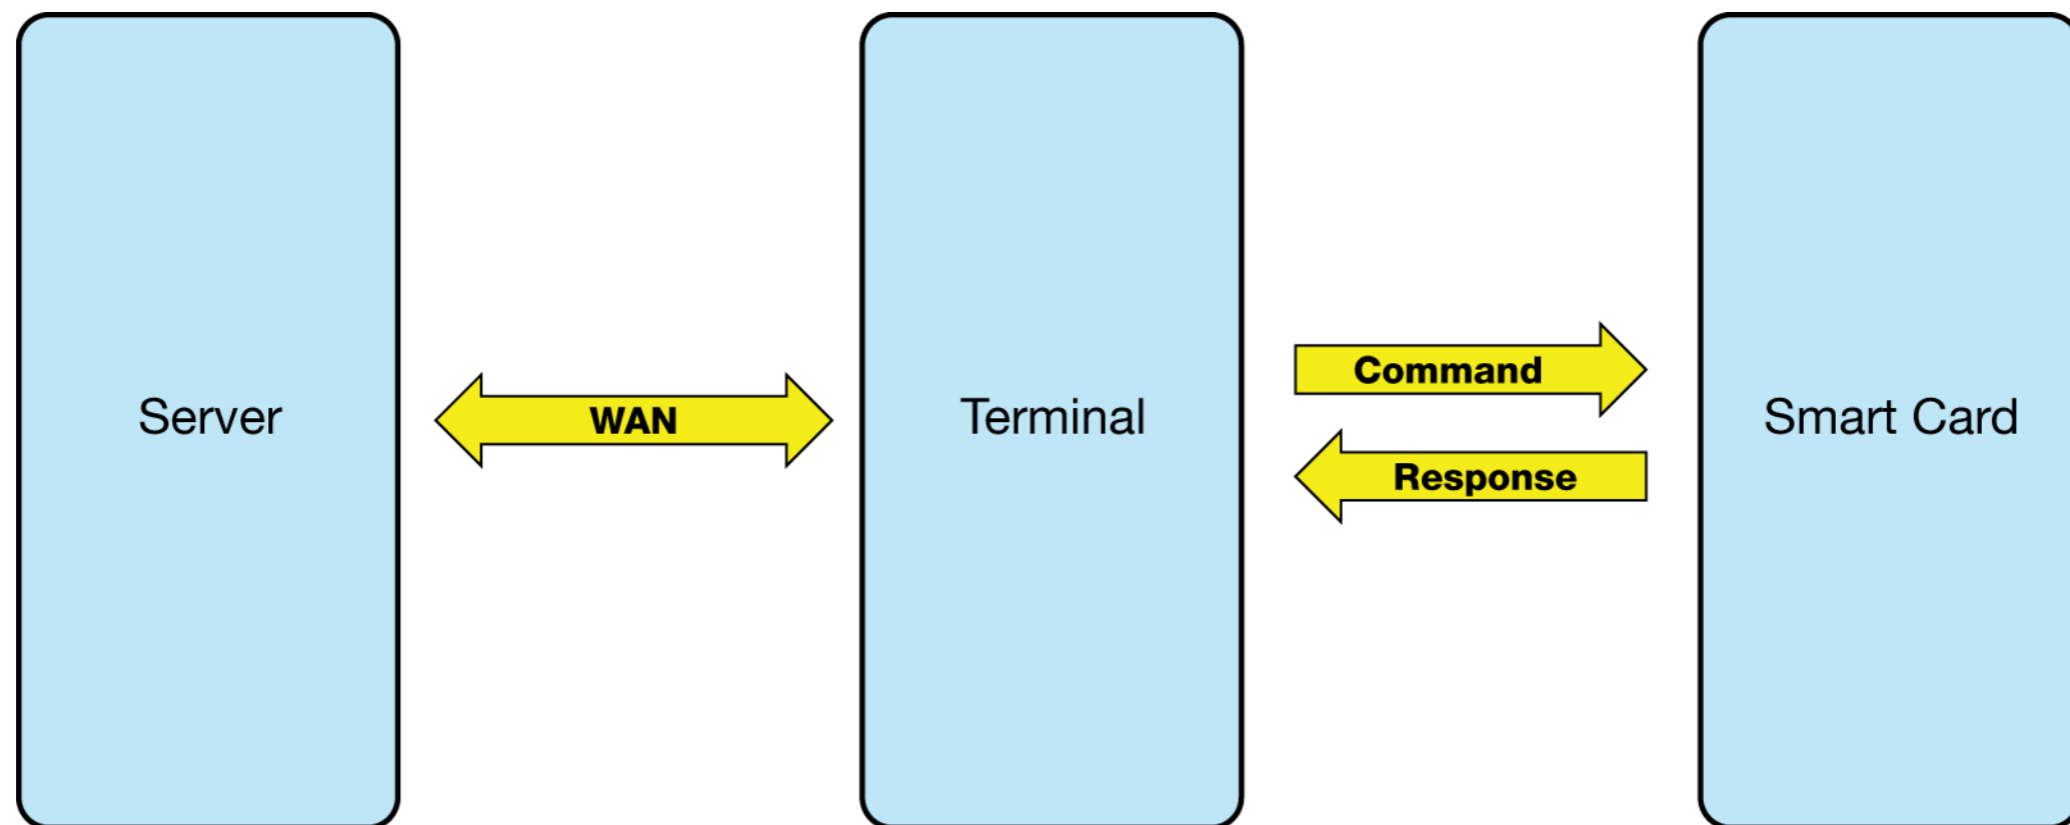 Server
WAN
Terminal
Command
Response
Smart Card